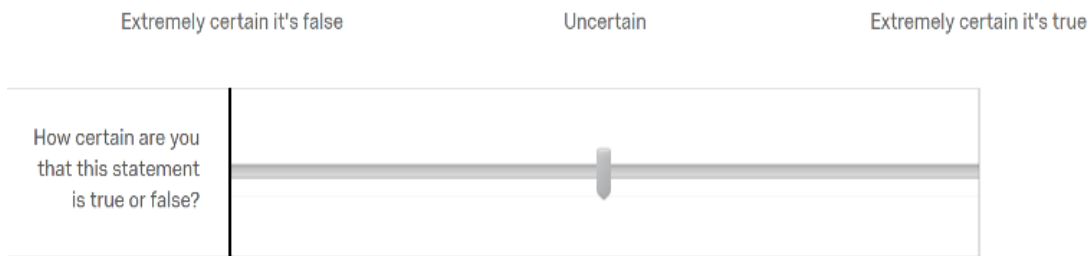 Extremely certain it's false
Uncertain
Extremely certain it's true
How certain are you
that this statement
is true or false?